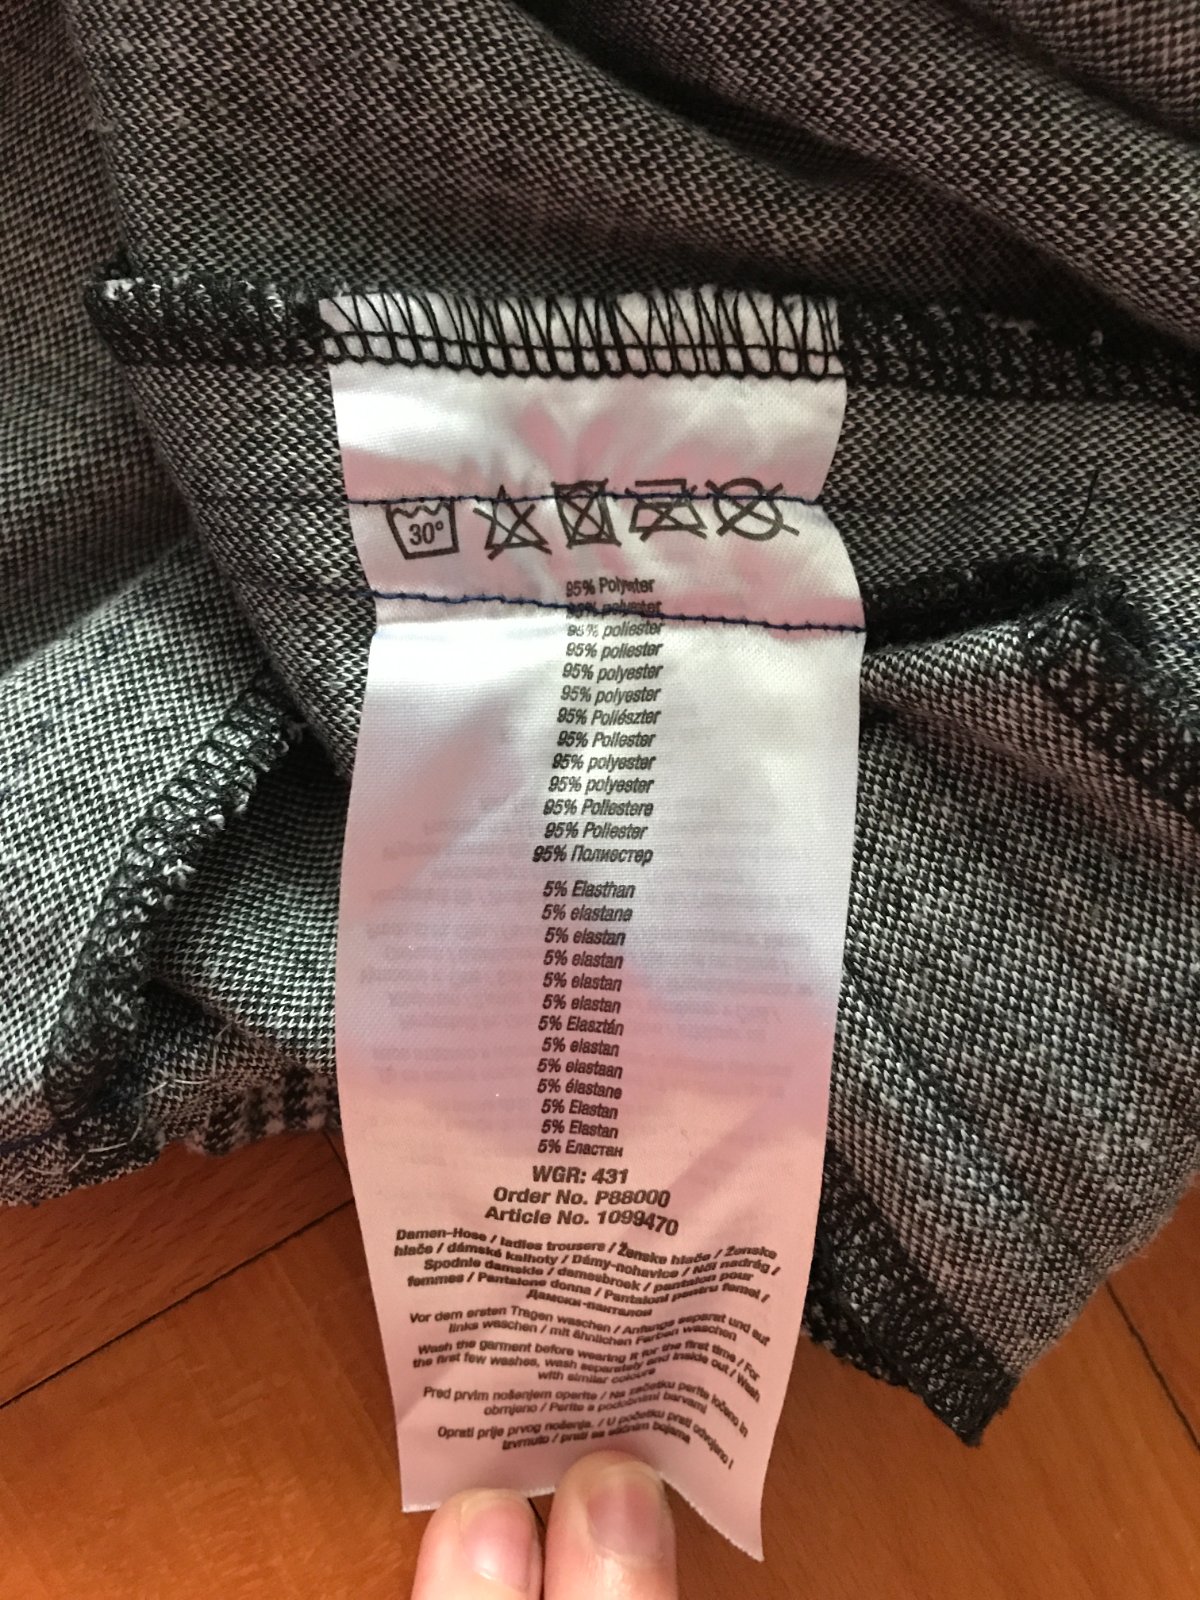 30°
95% Polyester
95% polyester
95% poliester
95% poliester
95% polyester
95% polyester
95% Poliészter
95% Poliester
95% polyester
95% polyester
95% Poliestere
95% Poliester
95% Полиестер
5% Elasthan
5% elastane
5% elastan
5% elastan
5% elastan
5% elastan
5% Elasztán
5% elastan
5% elastaan
5% élastane
5% Elastan
5% Elastan
5% Еластан
WGR: 431
Order No. P88000
Article No. 1099470
Damen-Hose / ladies trousers / Ženske hlače / Ženske
hlače / dámské kalhoty / Dámy-nohavice / Női nadrág /
Spodnie damskie / damesbroek / pantalon pour
femmes / Pantalone donna / Pantaloni pentru femei /
Дамски-панталон
Vor dem ersten Tragen waschen / Anfangs separat und auf
links waschen / mit ähnlichen Farben waschen
Wash the garment before wearing it for the first time / For
the first few washes, wash separately and inside out / Wash
with similar colours
Pred prvim nošenjem operite / Na začetku perite ločeno in
obrnjeno / Perite s podobnimi barvami
Oprati prije prvog nošenja. / U početku prati odvojeno i
izvrnuto / prati sa sličnim bojama